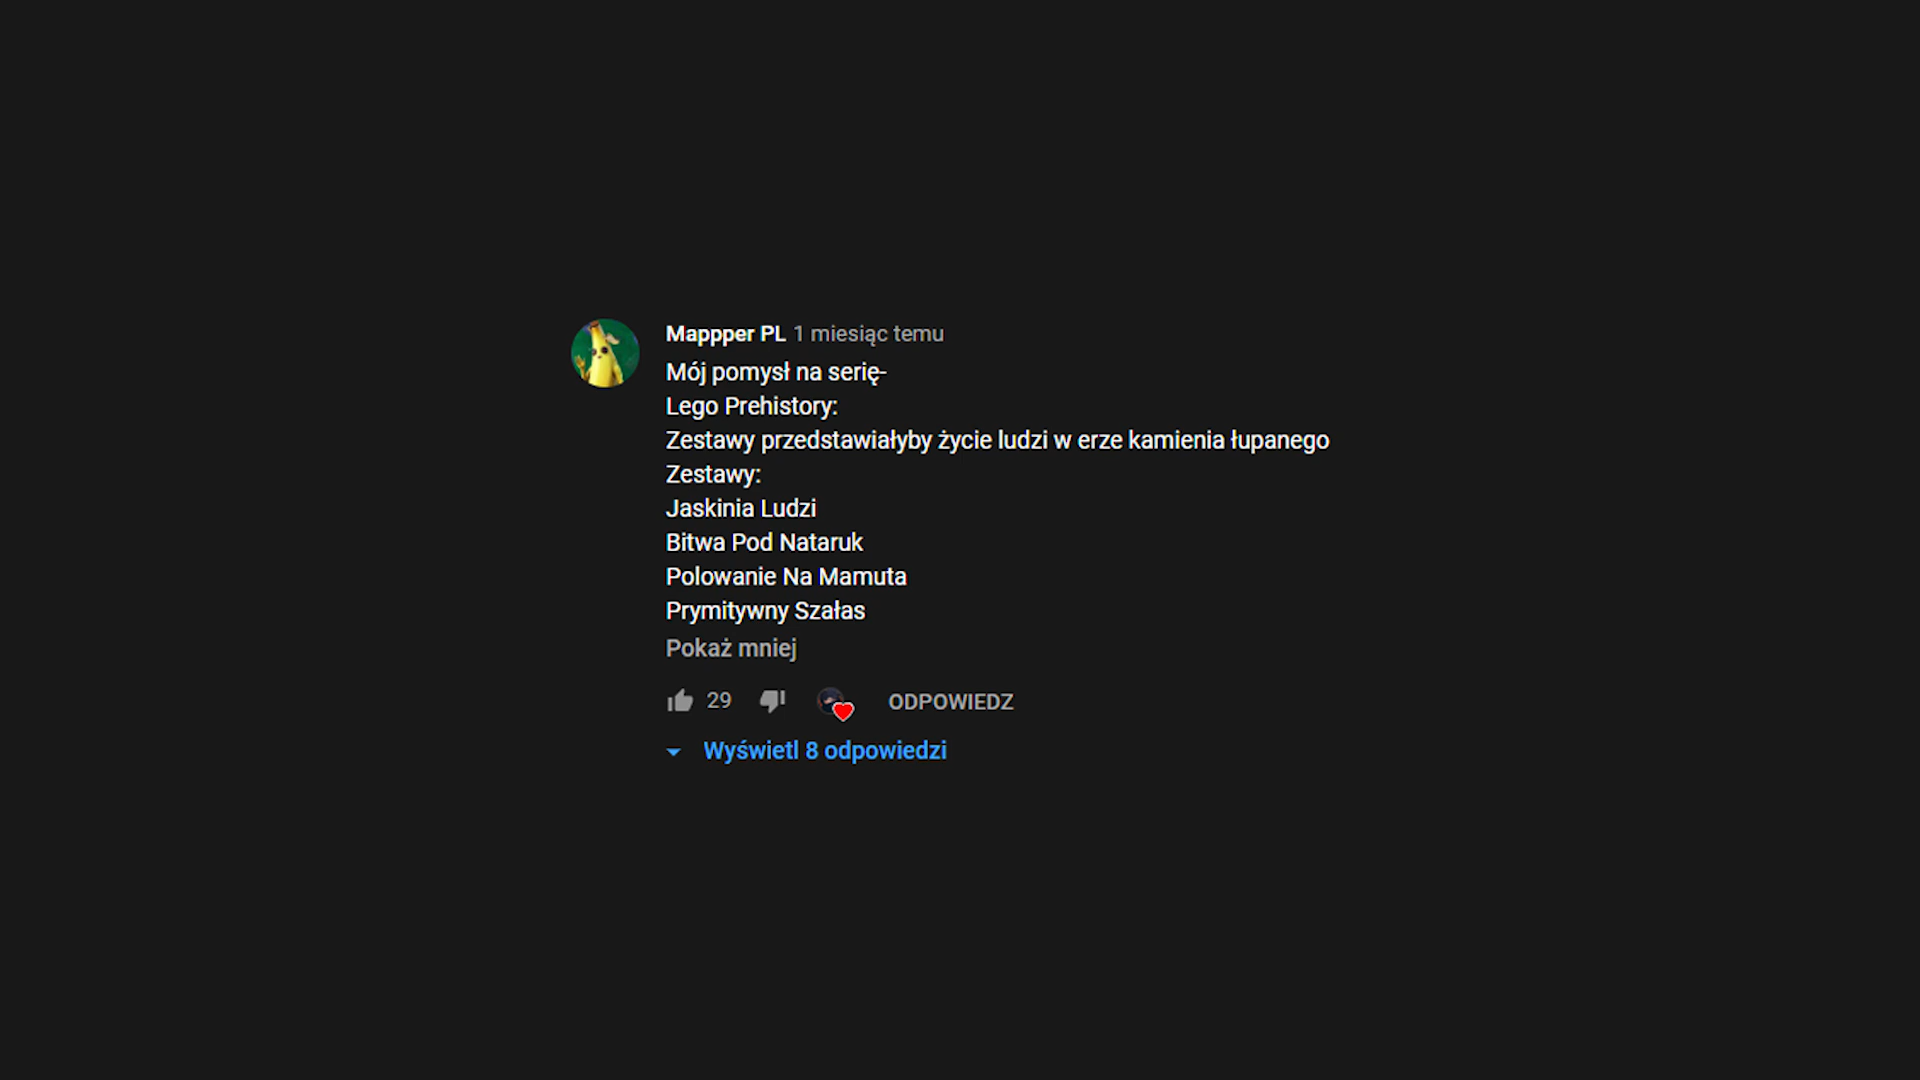 Mappper PL 1 miesiąc temu
Mój pomysł na serię-
Lego Prehistory:
Zestawy przedstawiałyby życie ludzi w erze kamienia łupanego
Zestawy:
Jaskinia Ludzi
Bitwa Pod Nataruk
Polowanie Na Mamuta
Prymitywny Szałas
Pokaż mniej
29 ODPOWIEDZ
Wyświetl 8 odpowiedzi